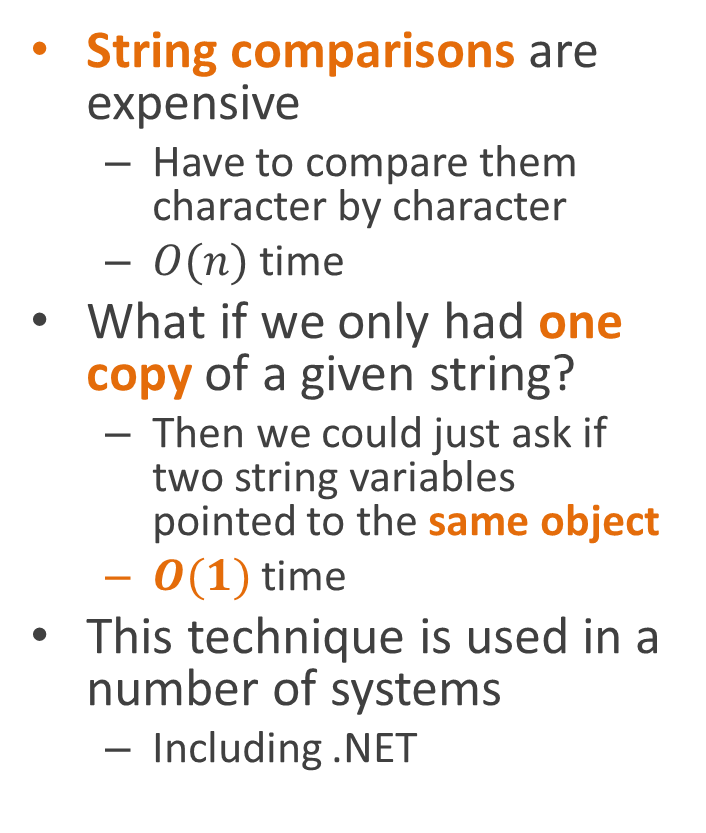 • String comparisons are
expensive
– Have to compare them
character by character
– O(n) time
• What if we only had one
copy of a given string?
– Then we could just ask if
two string variables
pointed to the same object
– O(1) time
• This technique is used in a
number of systems
– Including .NET